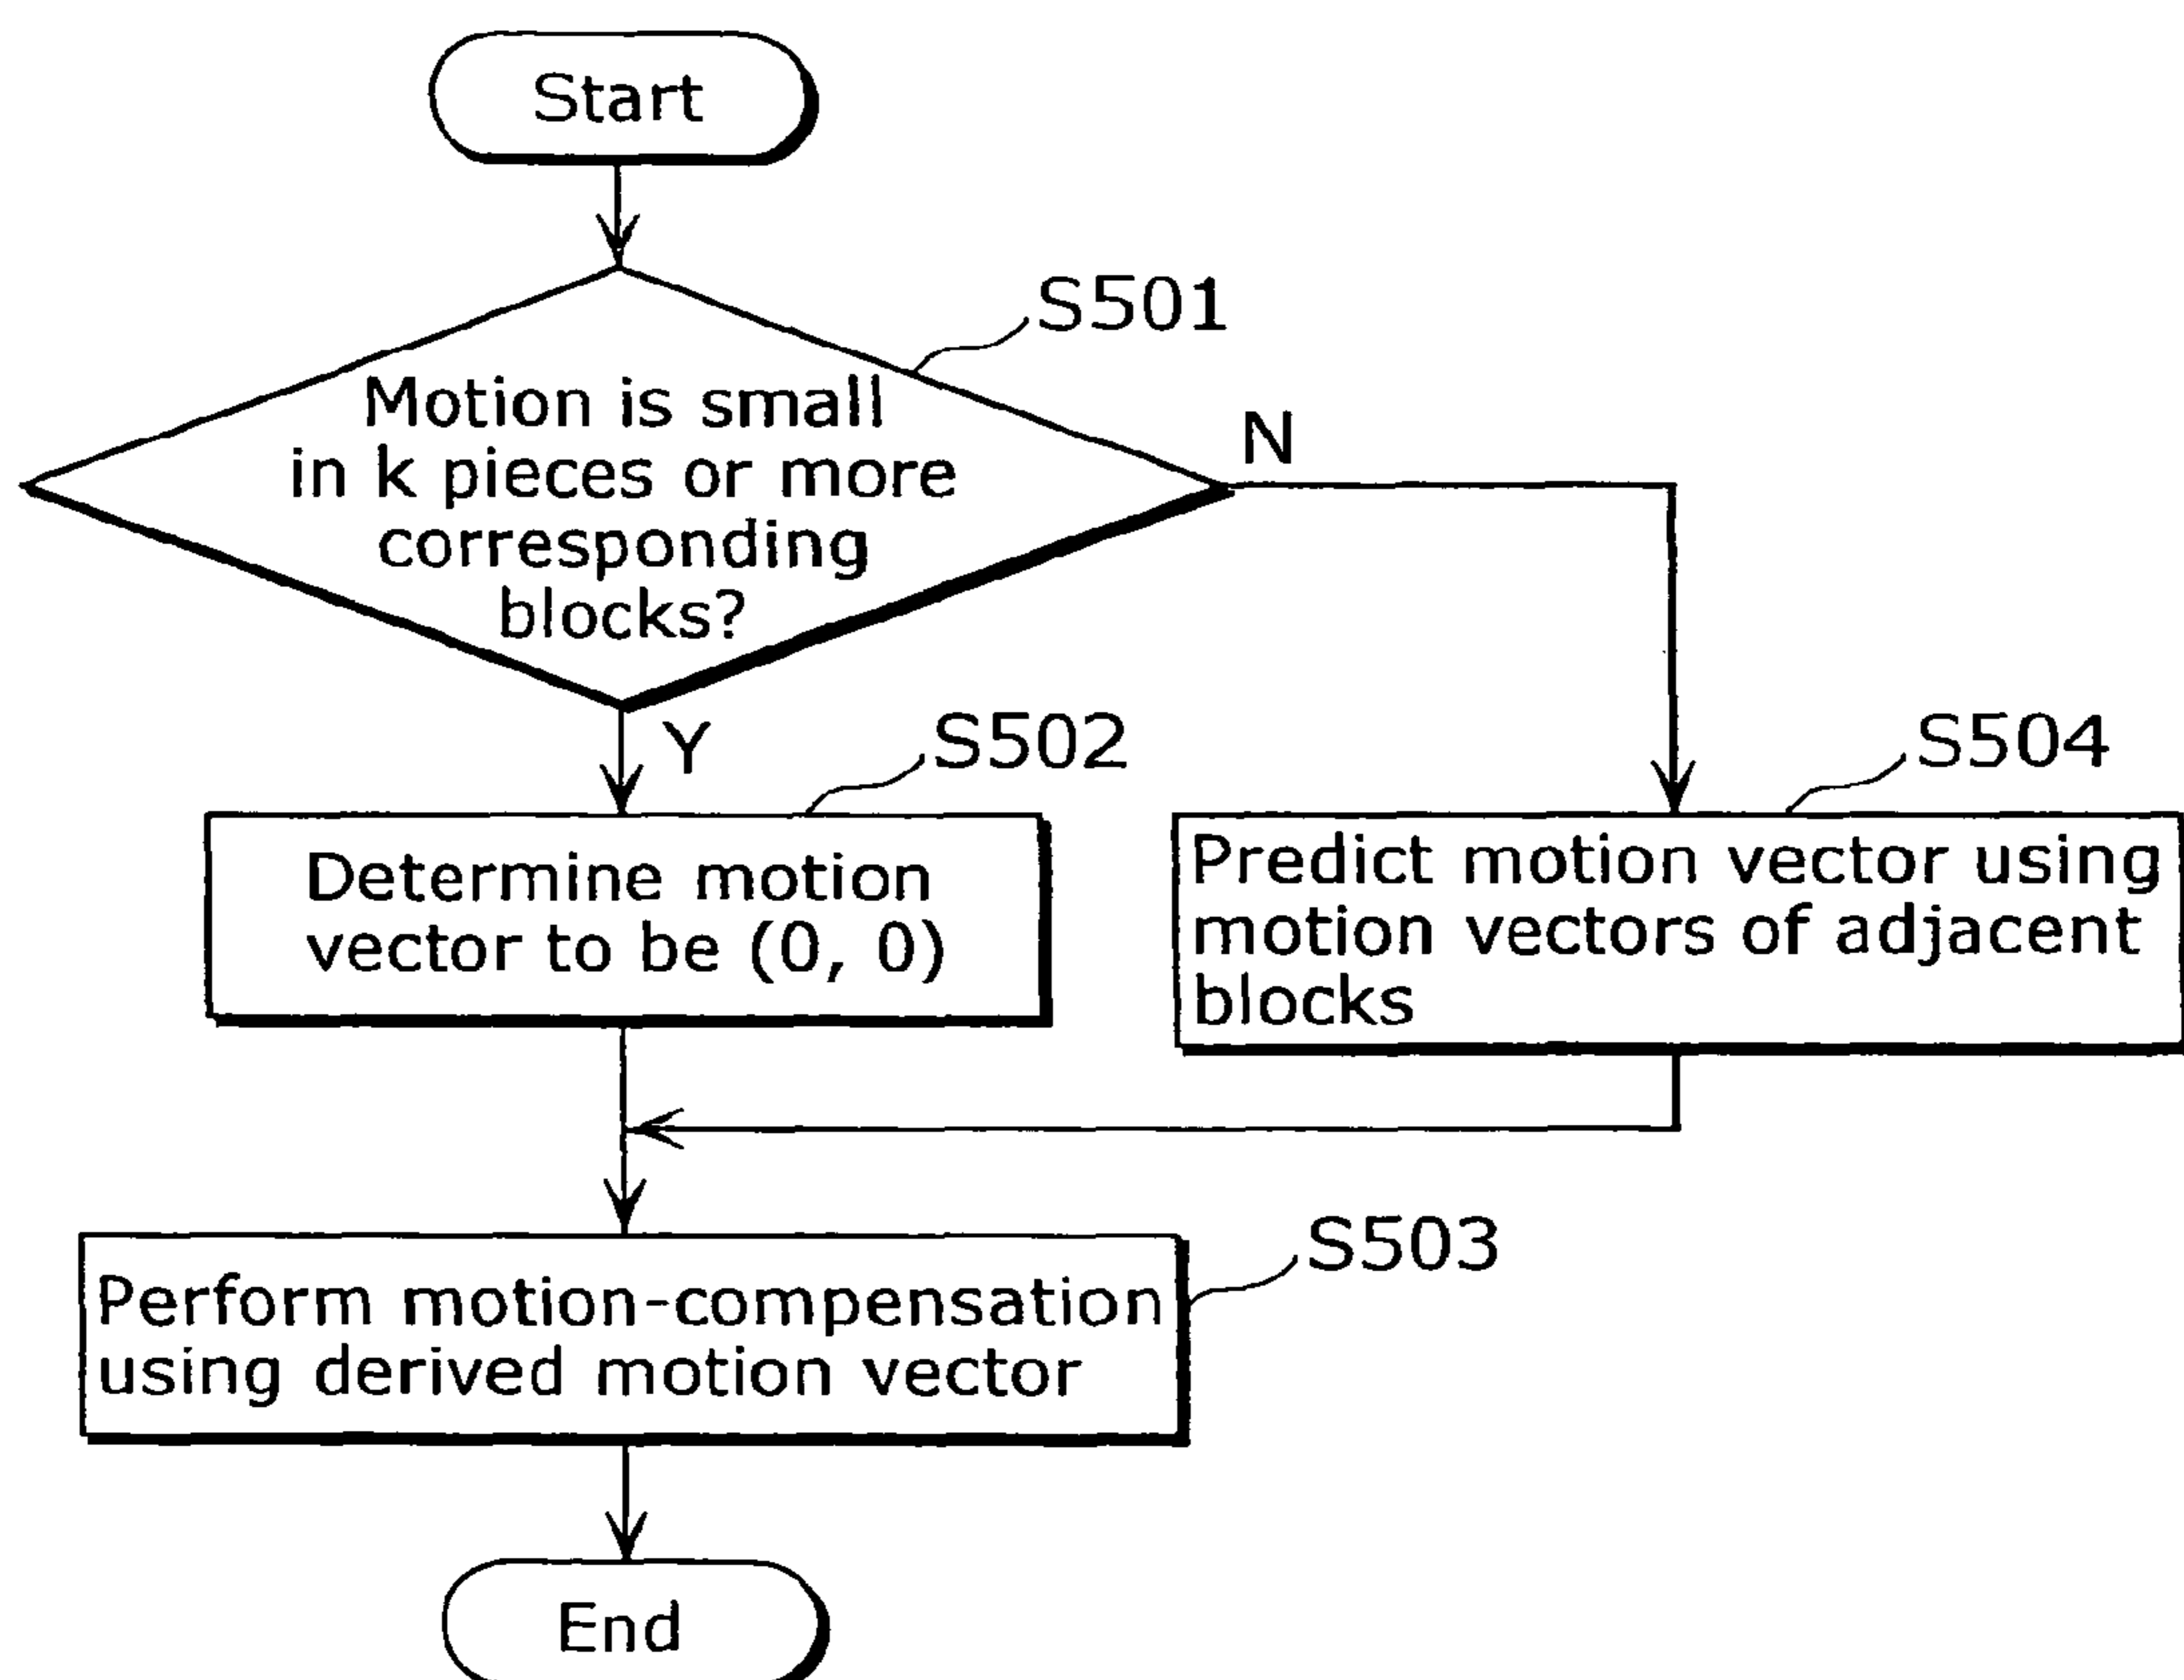 Start
S501
Motion is small
in k pieces or more
corresponding
blocks?
N
Y
S502
S504
Determine motion
vector to be (0, 0)
Predict motion vector using
motion vectors of adjacent
blocks
S503
Perform motion-compensation
using derived motion vector
End